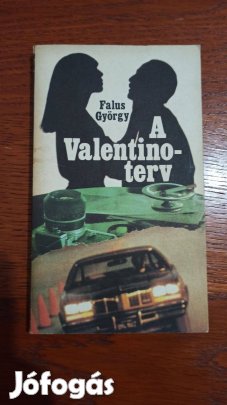 Falus
György
A
Valentino-
terv
Jófogás